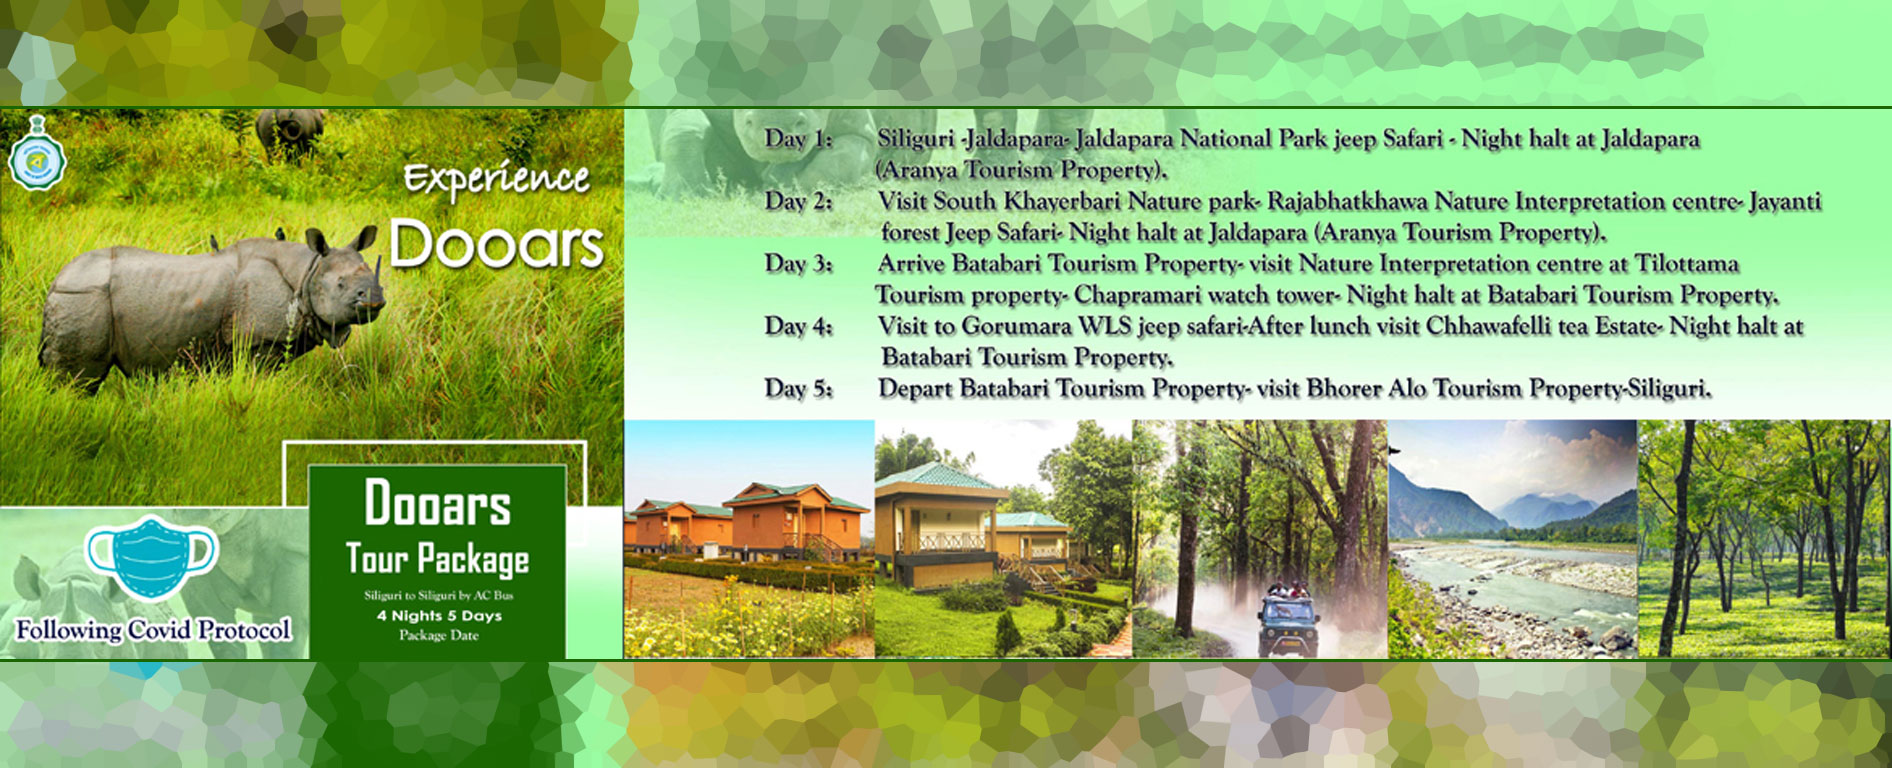 Experience
Dooars
Dooars
Tour Package
Siliguri to Siliguri by AC Bus
4 Nights 5 Days
Package Date
Following Covid Protocol
Day 1: Siliguri -Jaldapara- Jaldapara National Park jeep Safari - Night halt at Jaldapara
(Aranya Tourism Property).
Day 2: Visit South Khayerbari Nature park- Rajabhatkhawa Nature Interpretation centre- Jayanti
forest Jeep Safari- Night halt at Jaldapara (Aranya Tourism Property).
Day 3: Arrive Batabari Tourism Property- visit Nature Interpretation centre at Tilottama
Tourism property- Chapramari watch tower- Night halt at Batabari Tourism Property.
Day 4: Visit to Gorumara WLS jeep safari-After lunch visit Chhawafelli tea Estate- Night halt at
Batabari Tourism Property.
Day 5: Depart Batabari Tourism Property- visit Bhorer Alo Tourism Property-Siliguri.